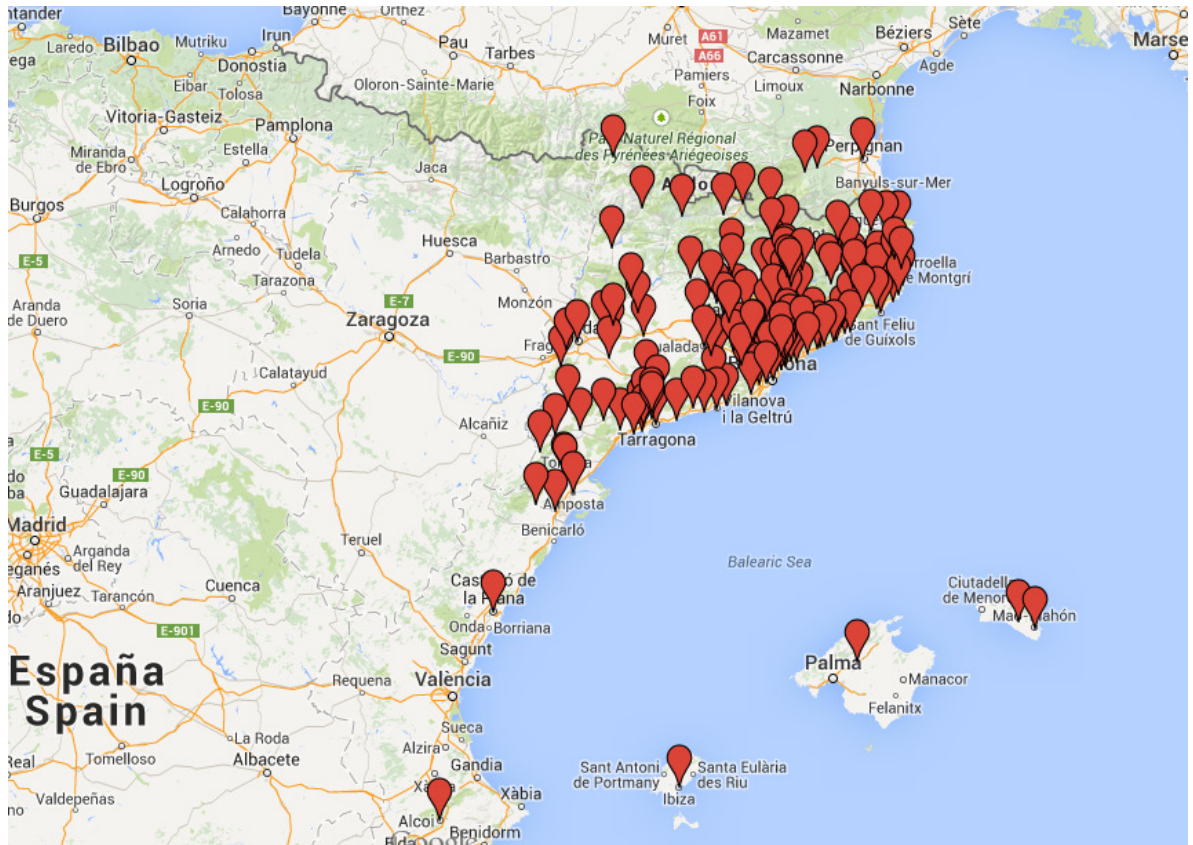 Bayonne
Orthez
Muret
A61
A66
Mazamet
Béziers
Sète
Agde
Laredo
Bilbao
Mutriku
Irun
Donostia
Eibar
Tolosa
Pau
Tarbes
Oloron-Sainte-Marie
Pamiers
Carcassonne
Limoux
Foix
Narbonne
Vitoria-Gasteiz
Pamplona
Miranda
de Ebro
Estella
Jaca
Naturel Régional
des Pyrénées Ariégeoises
Banyuls-sur-Mer
Logroño
Burgos
Calahorra
Arnedo
Tudela
Tarazona
Huesca
Barbastro
Monzón
E-5
Aranda
de Duero
Soria
E-7
Zaragoza
E-90
Sant Feliu
de Guíxols
Calatayud
E-90
Alcañiz
Vilanova
i la Geltrú
Tarragona
E-5
E-90
Guadalajara
Madrid
Arganda
del Rey
Aranjuez
Tarancón
Cuenca
Teruel
Amposta
Benicarló
Balearic Sea
E-901
la Plana
Onda
Borriana
Sagunt
Ciutadella
Palma
Manacor
Felanitx
España
Spain
Requena
València
Sueca
Alzira
Gandia
La Roda
Tomelloso
Albacete
Valdepeñas
Xàbia
Alcoi
Benidorm
Sant Antoni
de Portmany
Santa Eulària
des Riu
Ibiza
Google